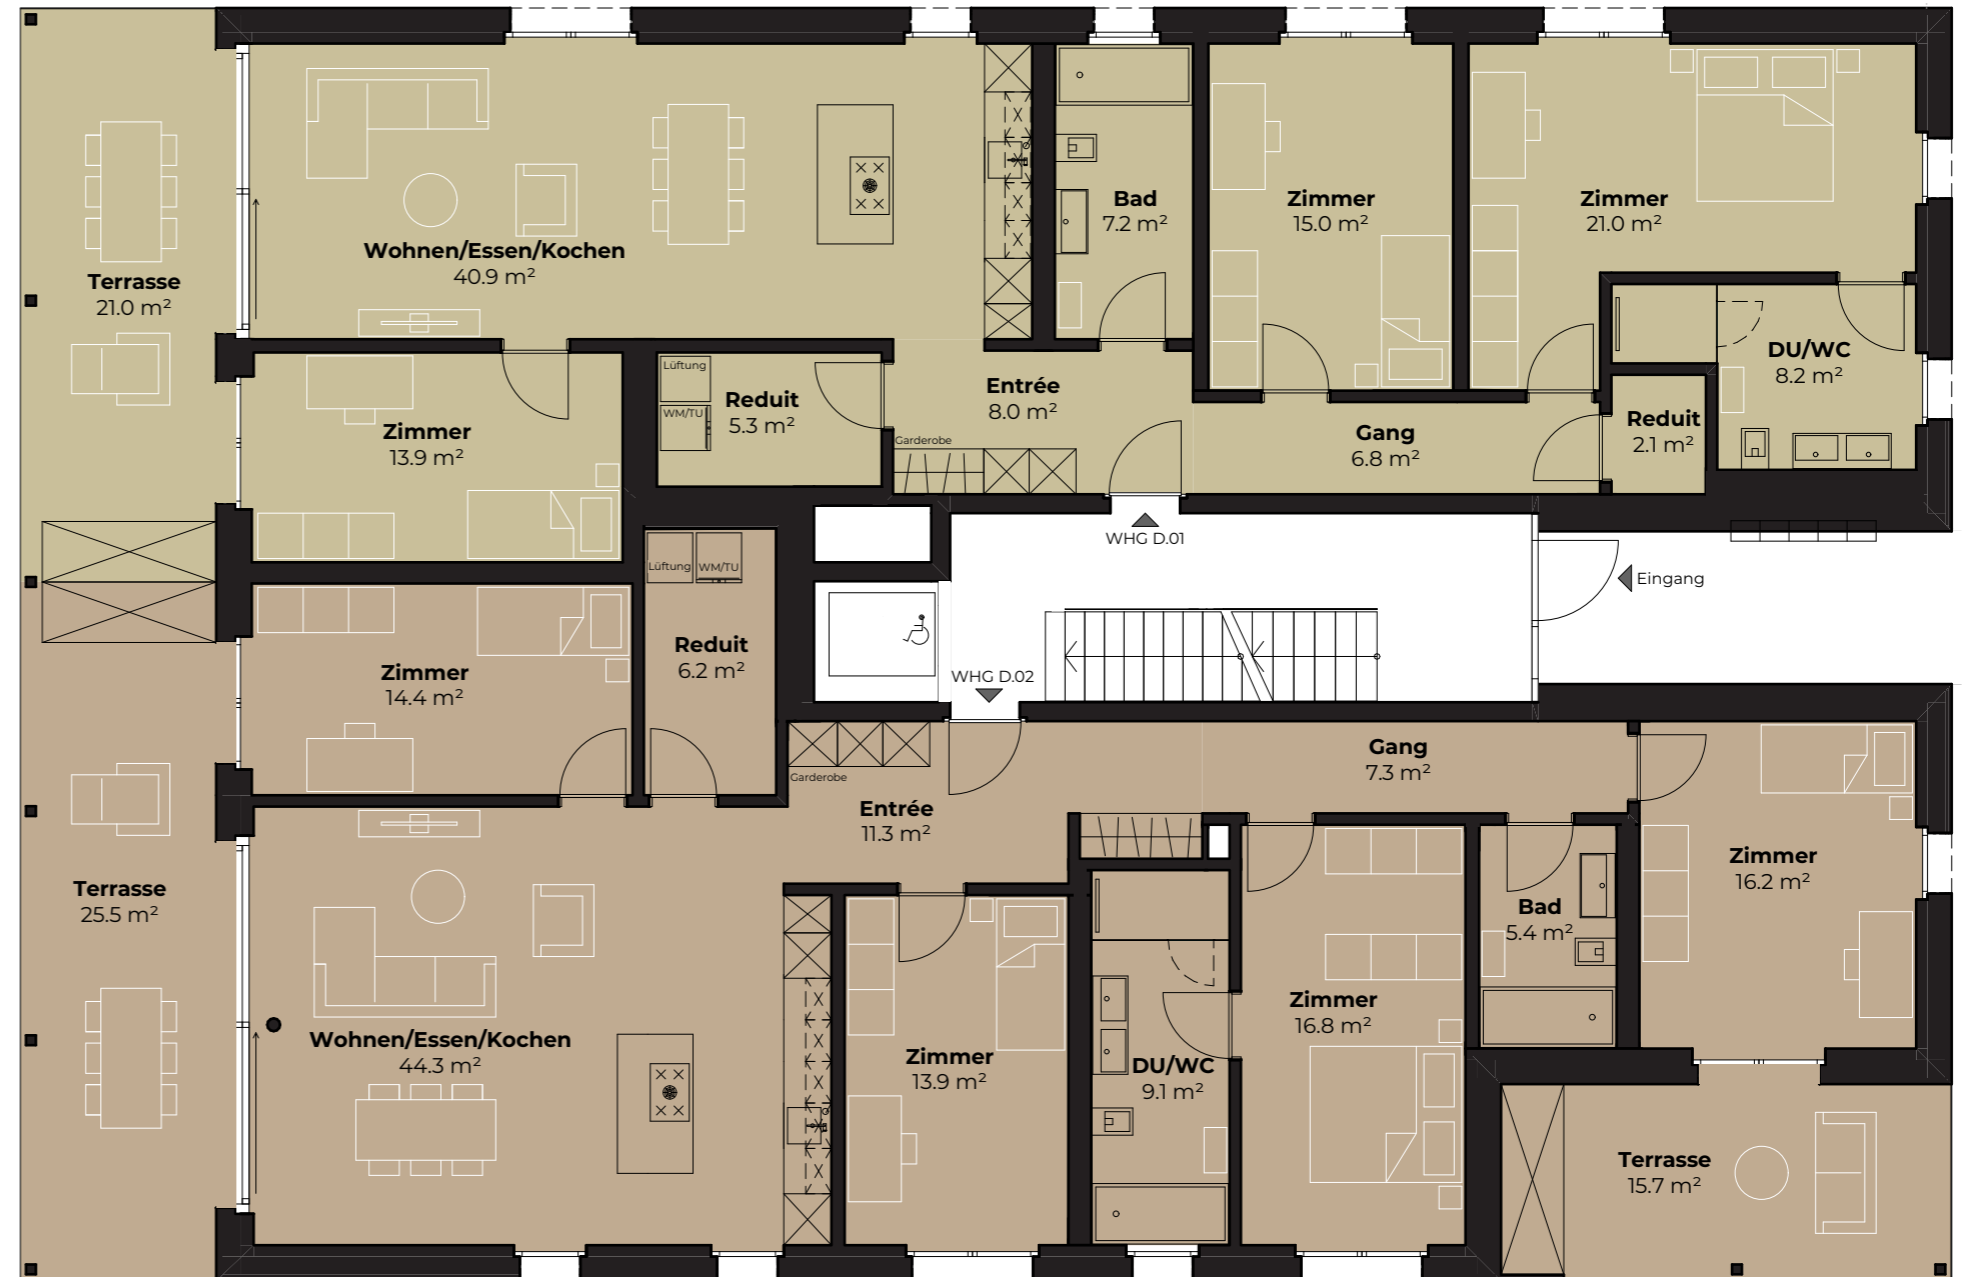 Wohnen/Essen/Kochen
40.9 m²
Terrasse
21.0 m²
Bad
7.2 m²
Zimmer
15.0 m²
Zimmer
21.0 m²
DU/WC
8.2 m²
Lüftung
WM/TU
Reduit
5.3 m²
Entrée
8.0 m²
Garderobe
Gang
6.8 m²
Reduit
2.1 m²
Zimmer
13.9 m²
WHG D.01
Eingang
Lüftung
WM/TU
Reduit
6.2 m²
Zimmer
14.4 m²
WHG D.02
Garderobe
Entrée
11.3 m²
Gang
7.3 m²
Zimmer
16.2 m²
Terrasse
25.5 m²
Bad
5.4 m²
Wohnen/Essen/Kochen
44.3 m²
Zimmer
13.9 m²
DU/WC
9.1 m²
Zimmer
16.8 m²
Terrasse
15.7 m²